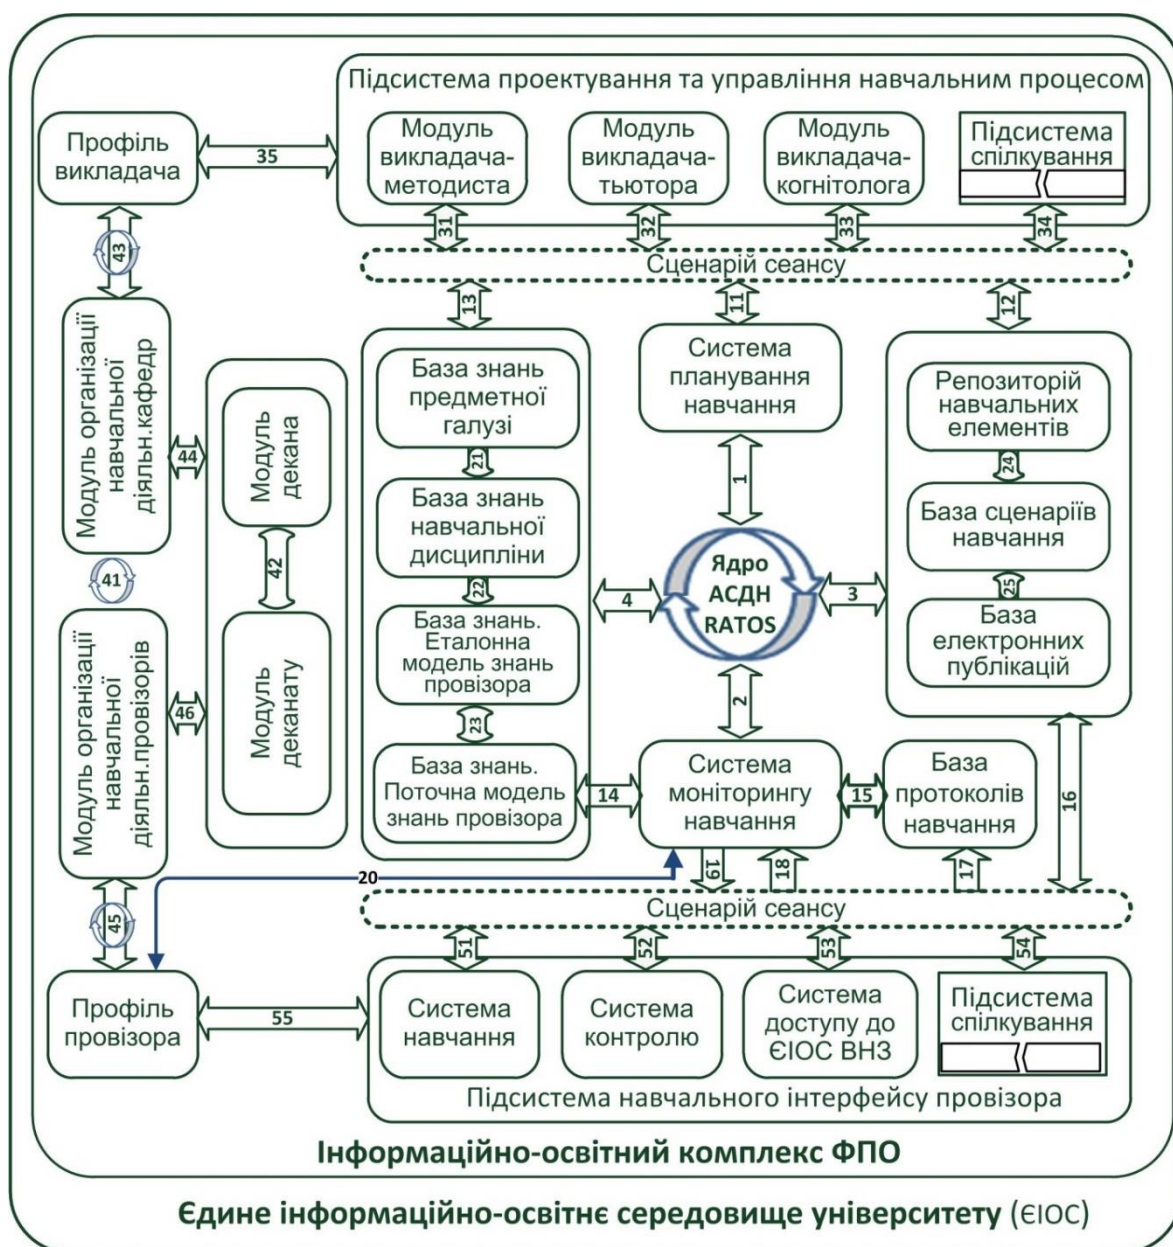 Підсистема проектування та управління навчальним процесом
Профіль
викладача
35
Модуль
викладача-
методиста
Модуль
викладача-
тьютора
Модуль
викладача-
когнітолога
Підсистема
спілкування
31
32
33
34
43
Сценарій сеансу
13
11
12
Модуль організації
навчальної
діяльн.кафедр
44
Модуль
декана
42
Модуль
деканату
41
Модуль організації
навчальної
діяльн.провізорів
46
База знань
предметної
галузі
21
База знань
навчальної
дисципліни
22
База знань.
Еталонна
модель знань
провізора
23
База знань.
Поточна модель
знань провізора
Система
планування
навчання
1
Ядро
АСДН
RATOS
4
3
2
Репозиторій
навчальних
елементів
24
База сценаріїв
навчання
25
База
електронних
публікацій
14
Система
моніторингу
навчання
15
База
протоколів
навчання
16
19
18
17
20
45
Сценарій сеансу
51
52
53
54
Профіль
провізора
55
Система
навчання
Система
контролю
Система
доступу до
ЄІОС ВНЗ
Підсистема
спілкування
Підсистема навчального інтерфейсу провізора
Інформаційно-освітний комплекс ФПО
Єдине інформаційно-освітнє середовище університету (ЄІОС)